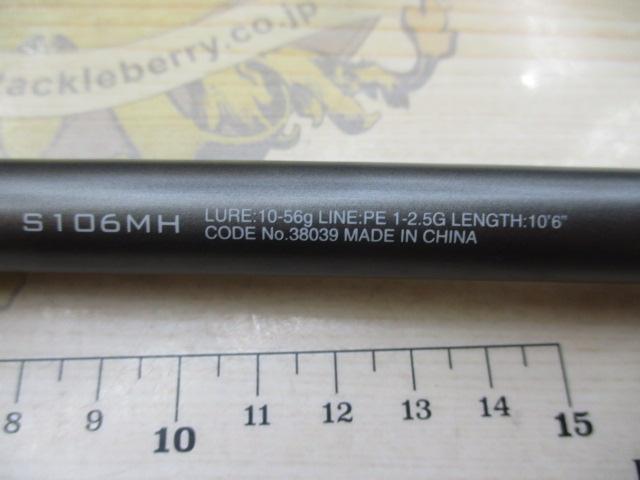 tackleberry.co.jp
S106MH LURE:10-56g LINE:PE 1-2.5G LENGTH:10'6"
CODE No.38039 MADE IN CHINA
8 9 10 11 12 13 14 15